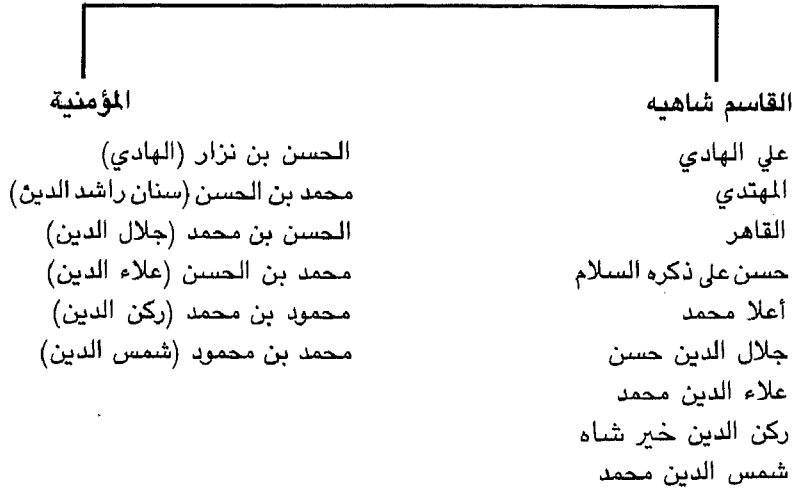 القاسم شاهيه
علي الهادي
المهتدي
القاهر
حسن على ذكره السلام
أعلا محمد
جلال الدين حسن
علاء الدين محمد
ركن الدين خير شاه
شمس الدين محمد
المؤمنية
الحسن بن نزار (الهادي)
محمد بن الحسن (سنان راشد الدين)
الحسن بن محمد (جلال الدين)
محمد بن الحسن (علاء الدين)
محمود بن محمد (ركن الدين)
محمد بن محمود (شمس الدين)